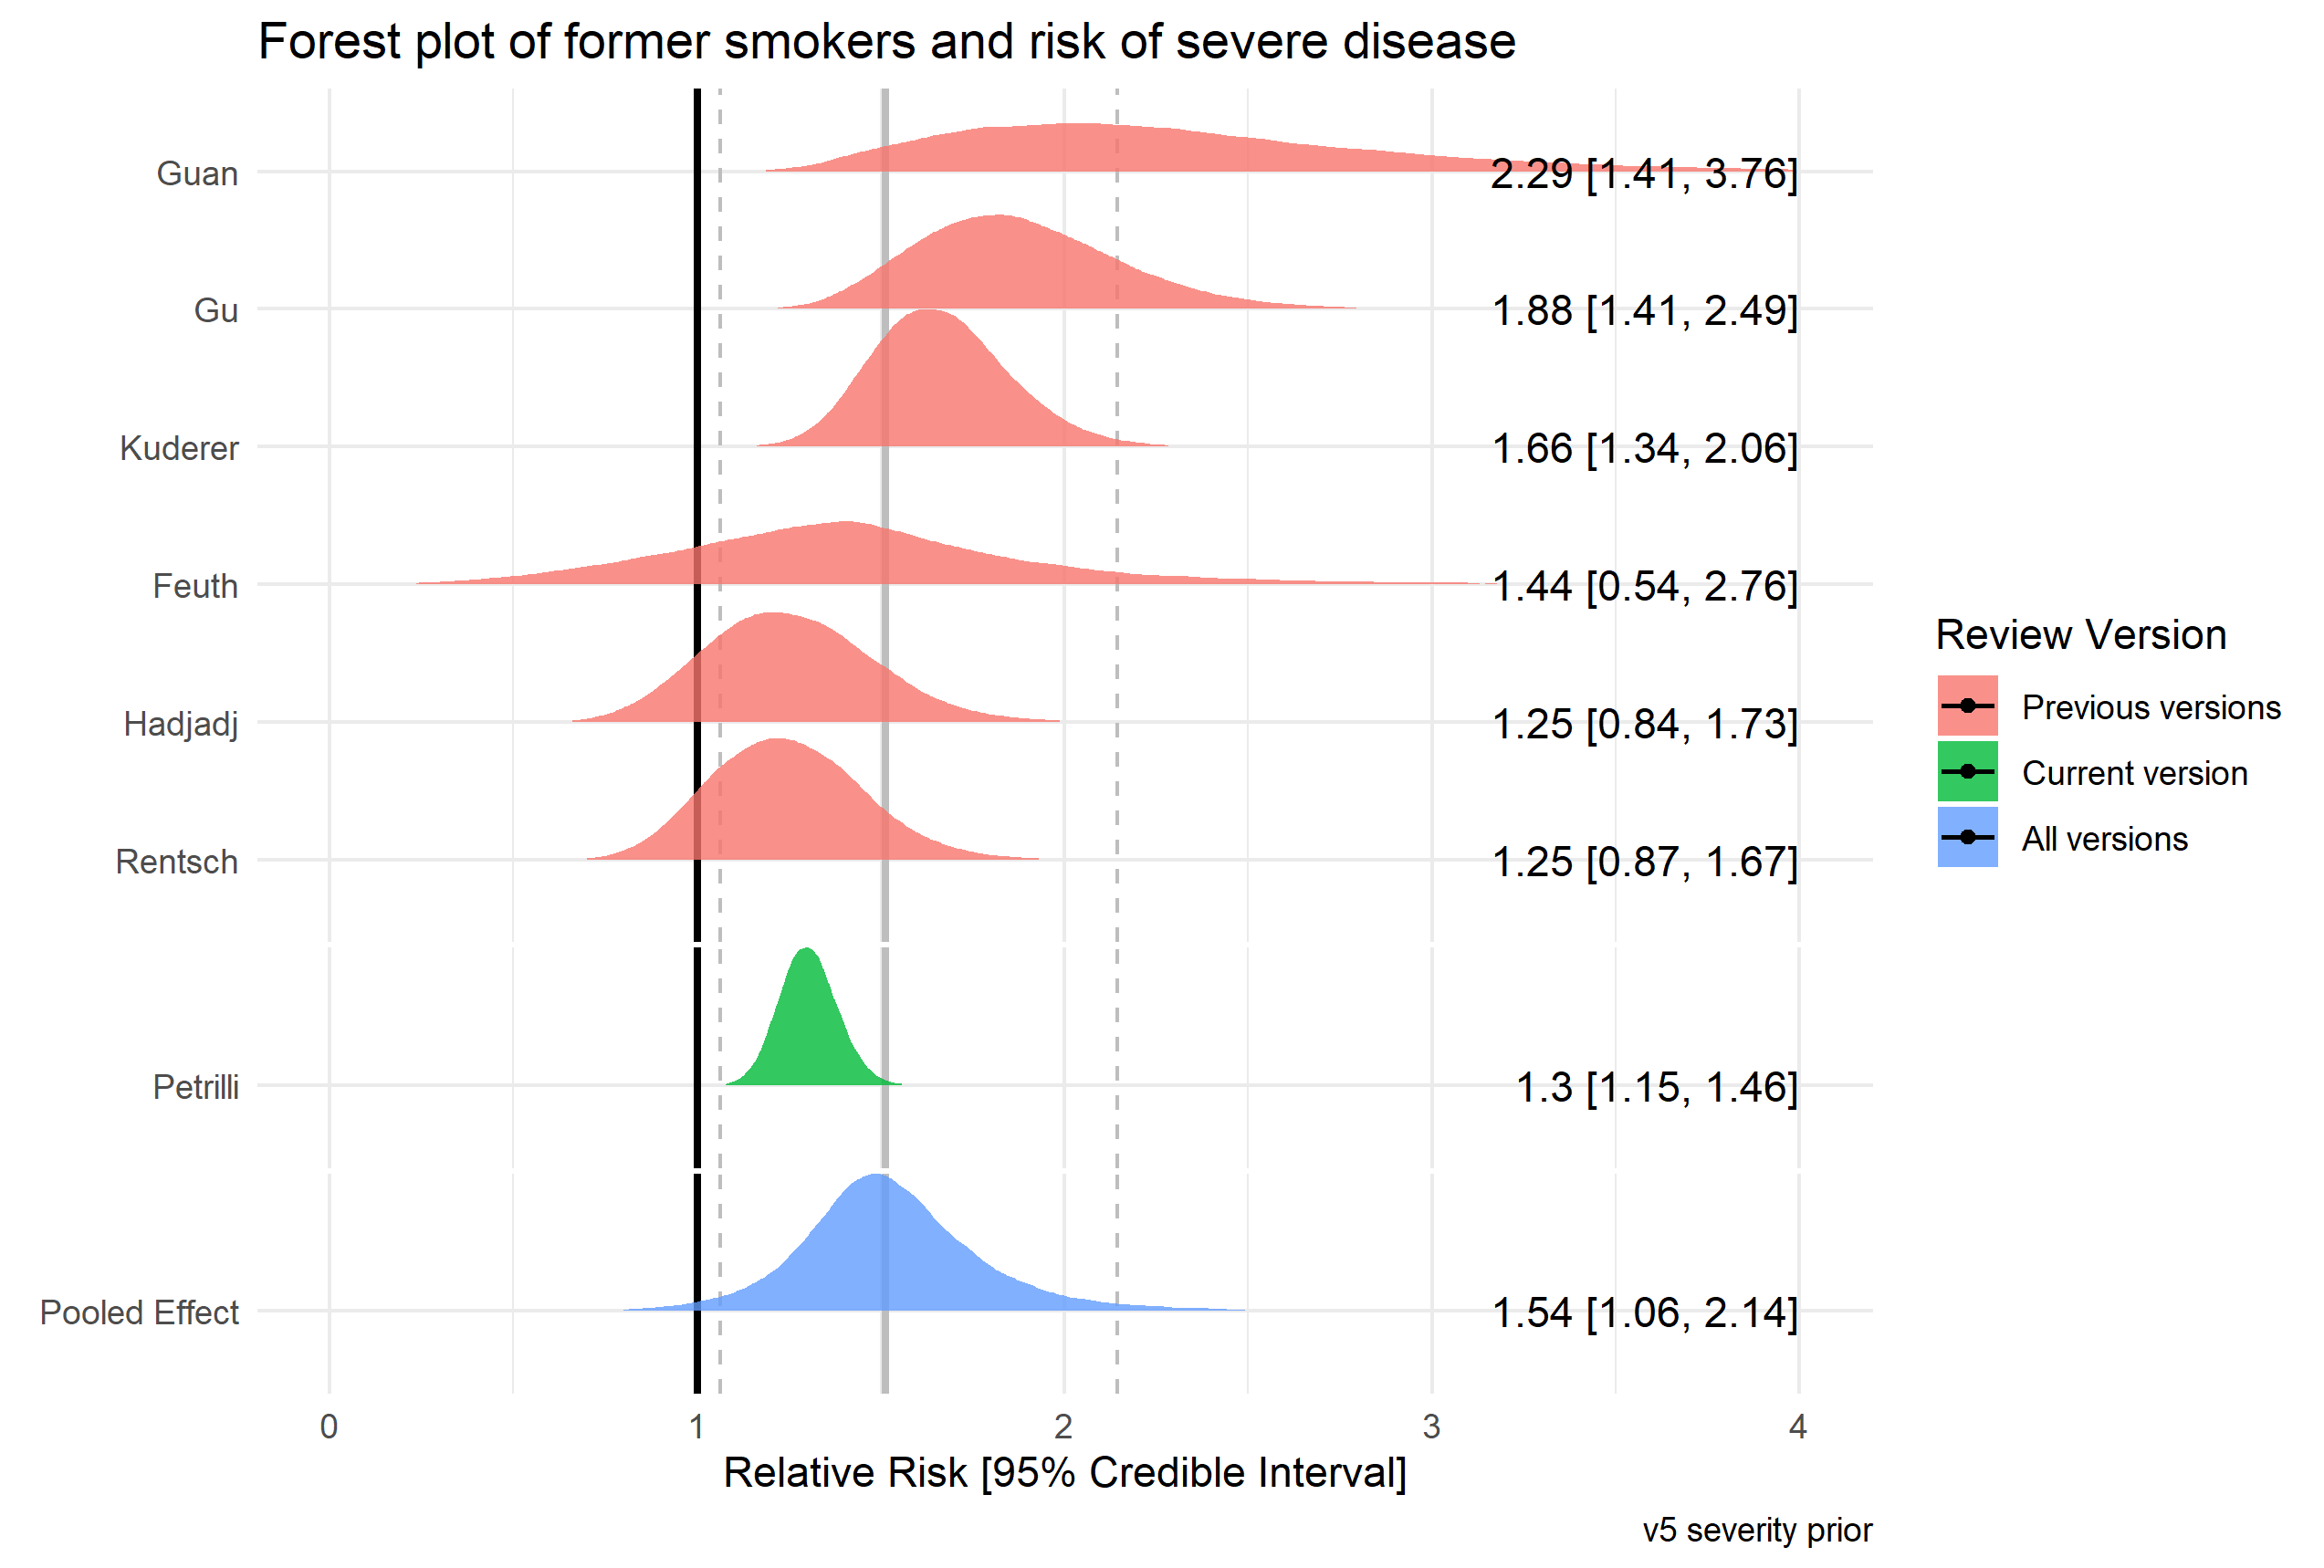 Forest plot of former smokers and risk of severe disease
Guan 2.29 [1.41, 3.76]
Gu 1.88 [1.41, 2.49]
Kuderer 1.66 [1.34, 2.06]
Feuth 1.44 [0.54, 2.76]
Hadjadj 1.25 [0.84, 1.73]
Rentsch 1.25 [0.87, 1.67]
Petrilli 1.3 [1.15, 1.46]
Pooled Effect 1.54 [1.06, 2.14]
0 1 2 3 4
Relative Risk [95% Credible Interval]
v5 severity prior
Review Version
Previous versions
Current version
All versions